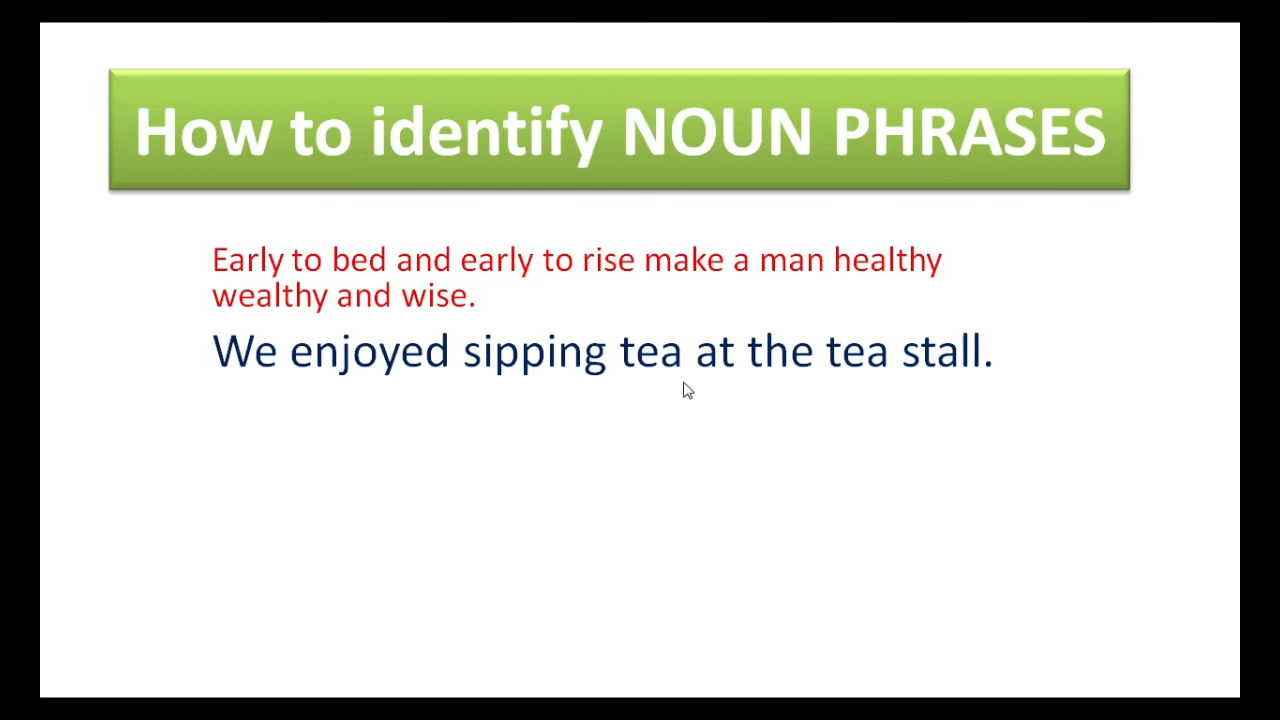 How to identify NOUN PHRASES
Early to bed and early to rise make a man healthy
wealthy and wise.
We enjoyed sipping tea at the tea stall.